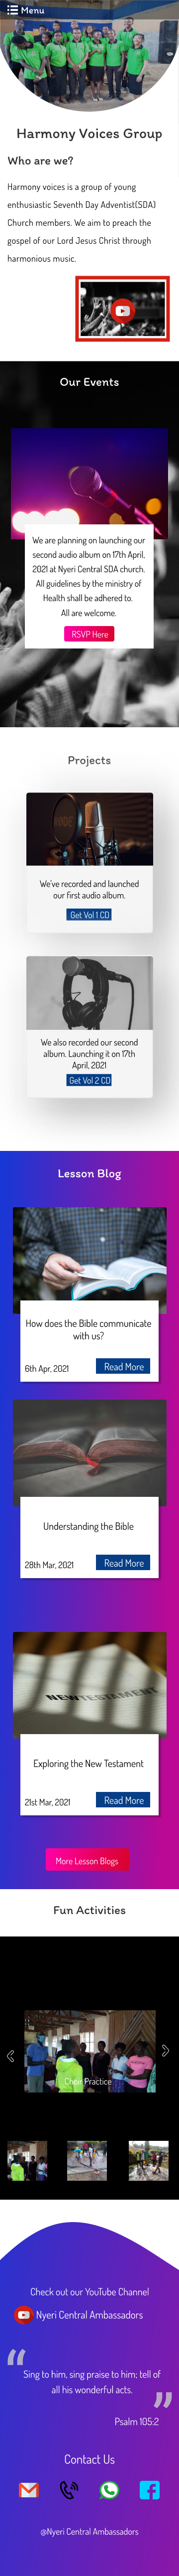 Menu
Harmony Voices Group
Who are we?
Harmony voices is a group of young
enthusiastic Seventh Day Adventist(SDA)
Church members. We aim to preach the
gospel of our Lord Jesus Christ through
harmonious music.
Our Events
We are planning on launching our
second audio album on 17th April,
2021 at Nyeri Central SDA church.
All guidelines by the ministry of
Health shall be adhered to.
All are welcome.
RSVP Here
Projects
We've recorded and launched
our first audio album.
Get Vol 1 CD
We also recorded our second
album. Launching it on 17th
April, 2021
Get Vol 2 CD
Lesson Blog
How does the Bible communicate
with us?
6th Apr, 2021
Read More
Understanding the Bible
28th Mar, 2021
Read More
NEW TESTAMENT
Exploring the New Testament
21st Mar, 2021
Read More
More Lesson Blogs
Fun Activities
Choir Practice
Check out our YouTube Channel
Nyeri Central Ambassadors
“
Sing to him, sing praise to him; tell of
all his wonderful acts.
”
Psalm 105:2
Contact Us
@Nyeri Central Ambassadors